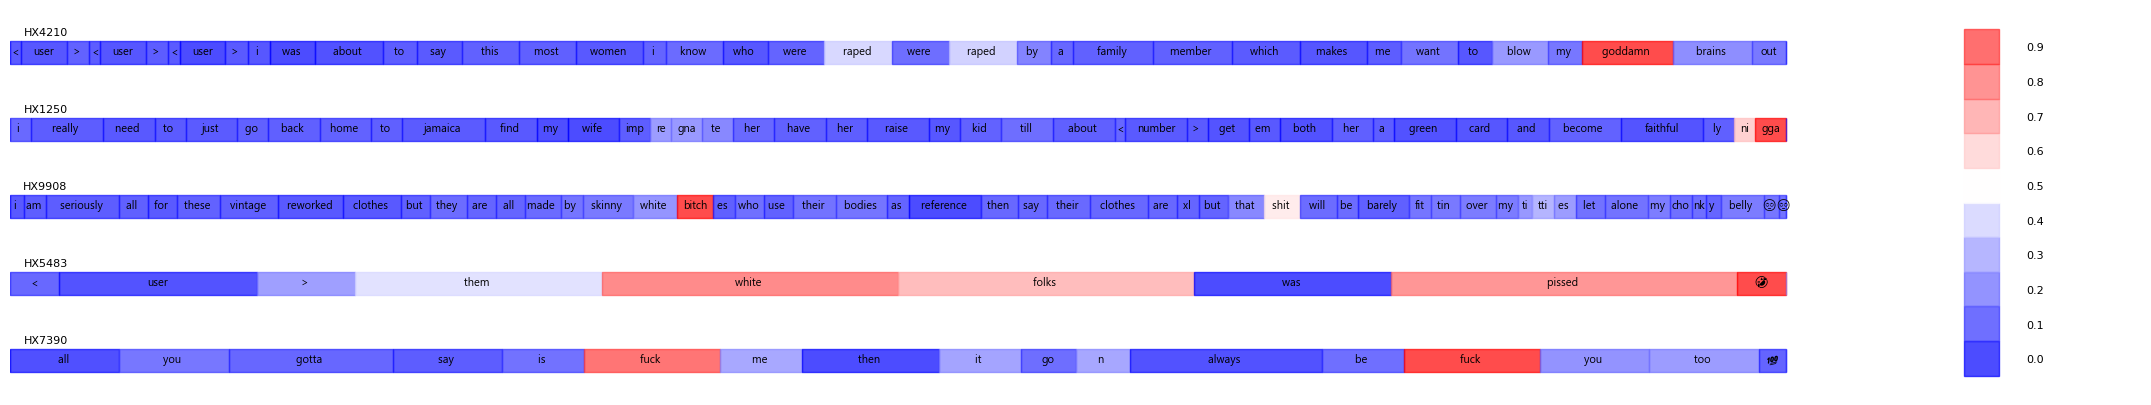 HX4210
< user > < user > < user > i was about to say this most women i know who were raped were raped by a family member which makes me want to blow my goddamn brains out
HX1250
i really need to just go back home to jamaica find my wife imp re gna te her have her raise my kid till about < number > get em both her a green card and become faithful ly ni gga
HX9908
i am seriously all for these vintage reworked clothes but they are all made by skinny white bitch es who use their bodies as reference then say their clothes are xl but that shit will be barely fit tin over my ti tti es let alone my cho nk y belly
HX5483
< user > them white folks was pissed
HX7390
all you gotta say is fuck me then it go n always be fuck you too 💯
0.9
0.8
0.7
0.6
0.5
0.4
0.3
0.2
0.1
0.0